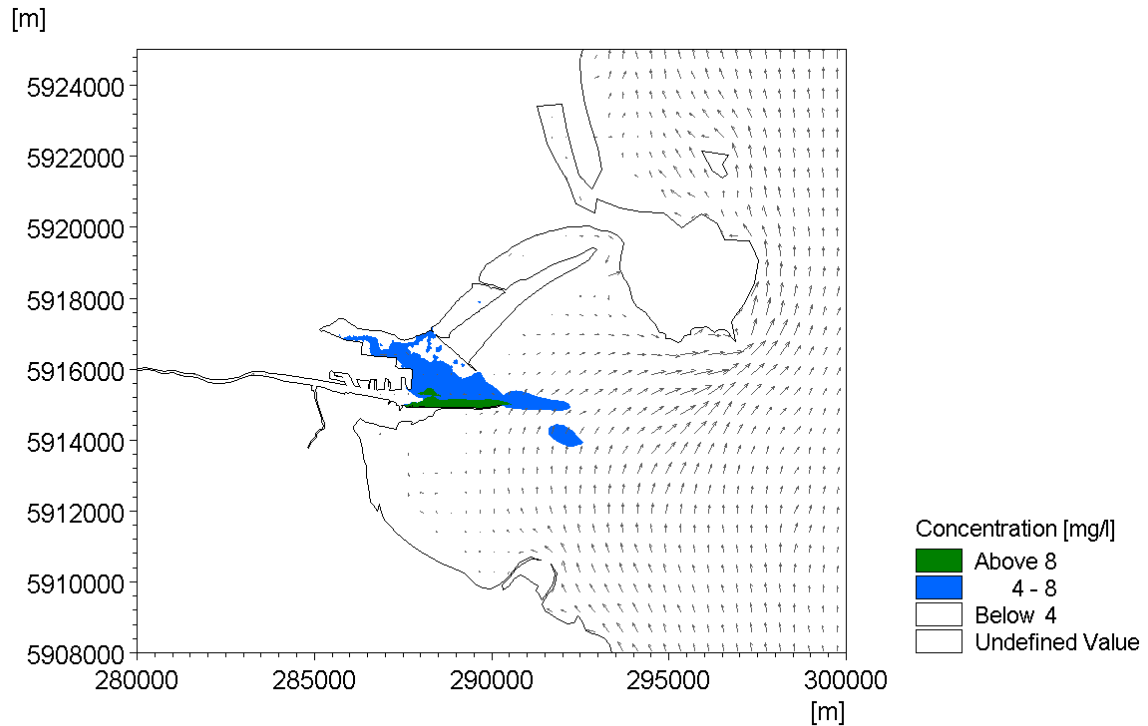 [m]
5924000
5922000
5920000
5918000
5916000
5914000
5912000
5910000
5908000
280000 285000 290000 295000 300000
[m]
Concentration [mg/l]
Above 8
4 - 8
Below 4
Undefined Value